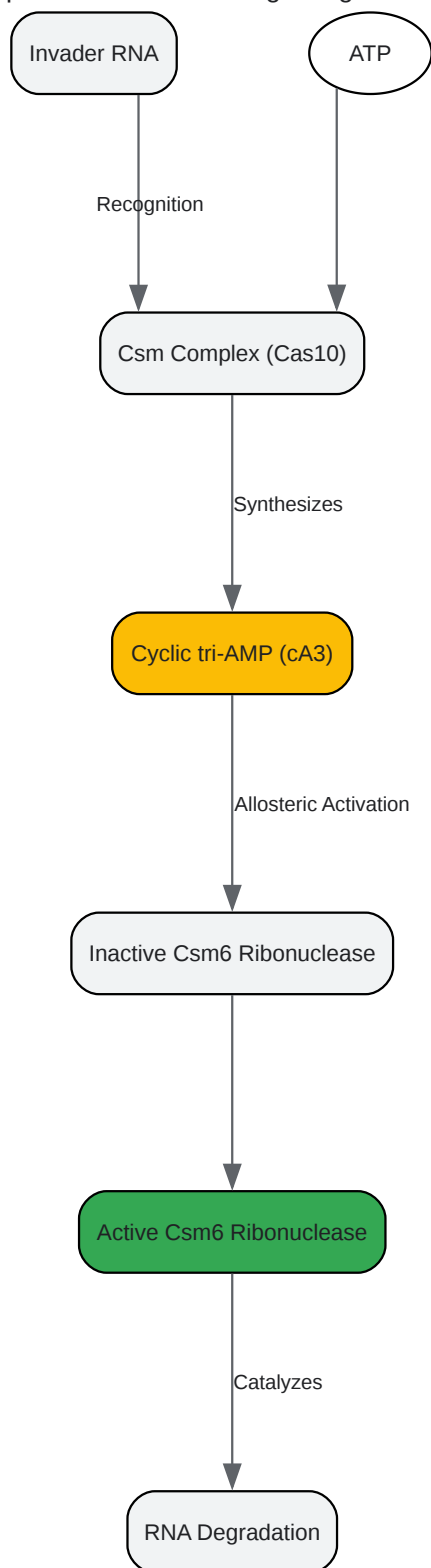 Invader RNA
ATP
Recognition
Csm Complex (Cas10)
Synthesizes
Cyclic tri-AMP (cA3)
Allosteric Activation
Inactive Csm6 Ribonuclease
Active Csm6 Ribonuclease
Catalyzes
RNA Degradation